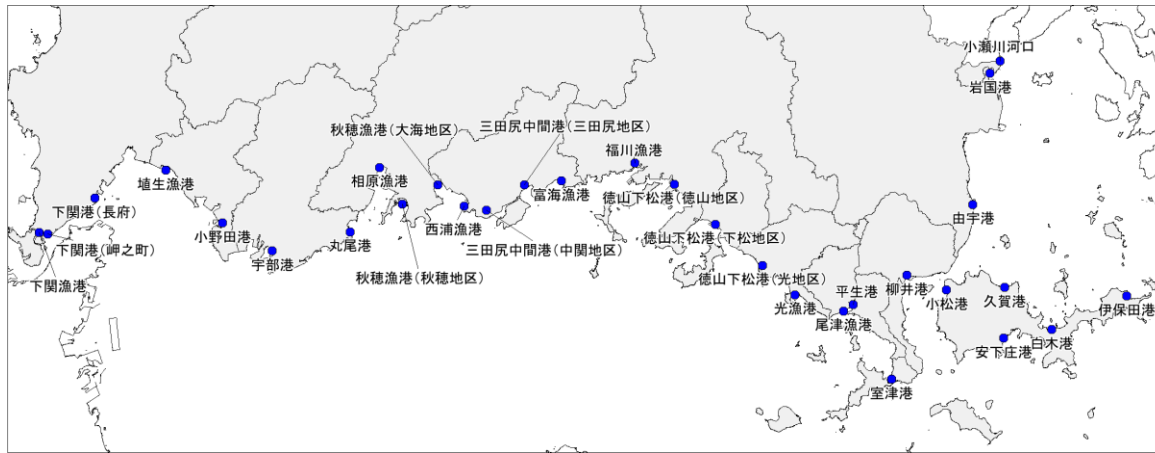 小瀬川河口
岩国港
秋穂漁港(大海地区)
三田尻中間港(三田尻地区)
福川漁港
埴生漁港
相原漁港
富海漁港
徳山下松港(徳山地区)
下関港(長府)
西浦漁港
由宇港
小野田港
丸尾港
下関港(岬之町)
三田尻中間港(中関地区)
徳山下松港(下松地区)
宇部港
秋穂漁港(秋穂地区)
徳山下松港(光地区)
下関漁港
平生港
柳井港
小松港
久賀港
光漁港
伊保田港
尾津漁港
安下庄港
白木港
室津港